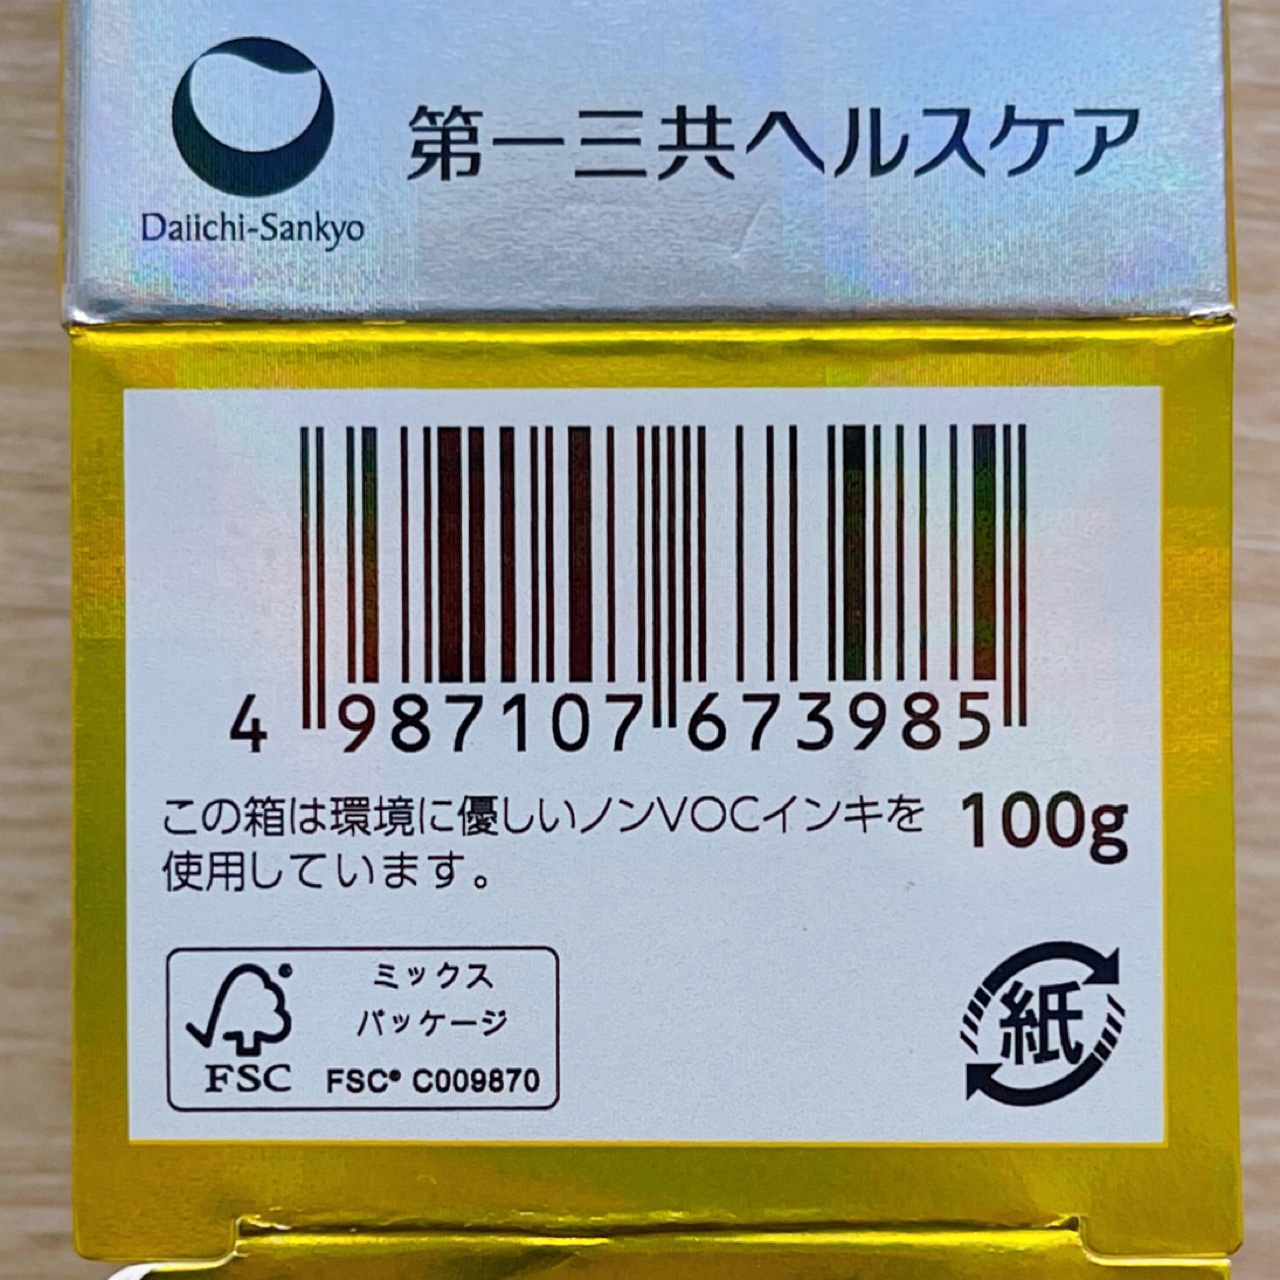 第一三共ヘルスケア
Daiichi-Sankyo
4 987107 673985
この箱は環境に優しいノンVOCインキを
使用しています。
100g
ミックス
パッケージ
FSC
FSC® C009870
紙